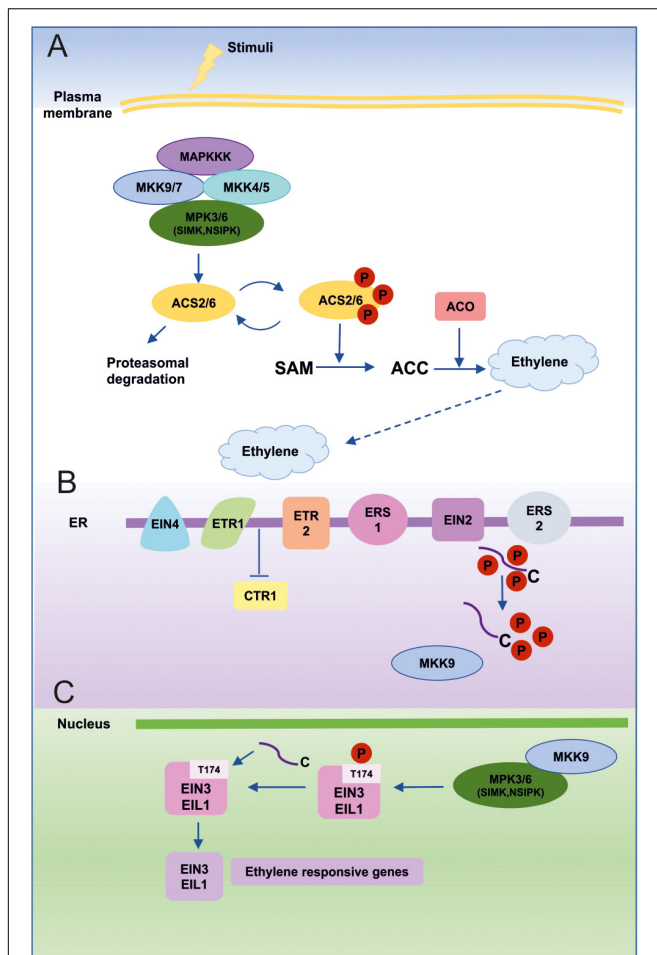 A
Stimuli
Plasma
membrane
MAPKKK
MKK9/7
MKK4/5
MPK3/6
(SIMK,NSIPK)
ACS2/6
P
ACS2/6
P
P
ACO
Proteasomal
degradation
SAM
ACC
Ethylene
Ethylene
B
ER
EIN4
ETR1
ETR
2
ERS
1
EIN2
ERS
2
CTR1
P
P
P
C
P
C
P
P
MKK9
C
Nucleus
C
P
T174
EIN3
EIL1
T174
EIN3
EIL1
MKK9
MPK3/6
(SIMK,NSIPK)
EIN3
EIL1
Ethylene responsive genes